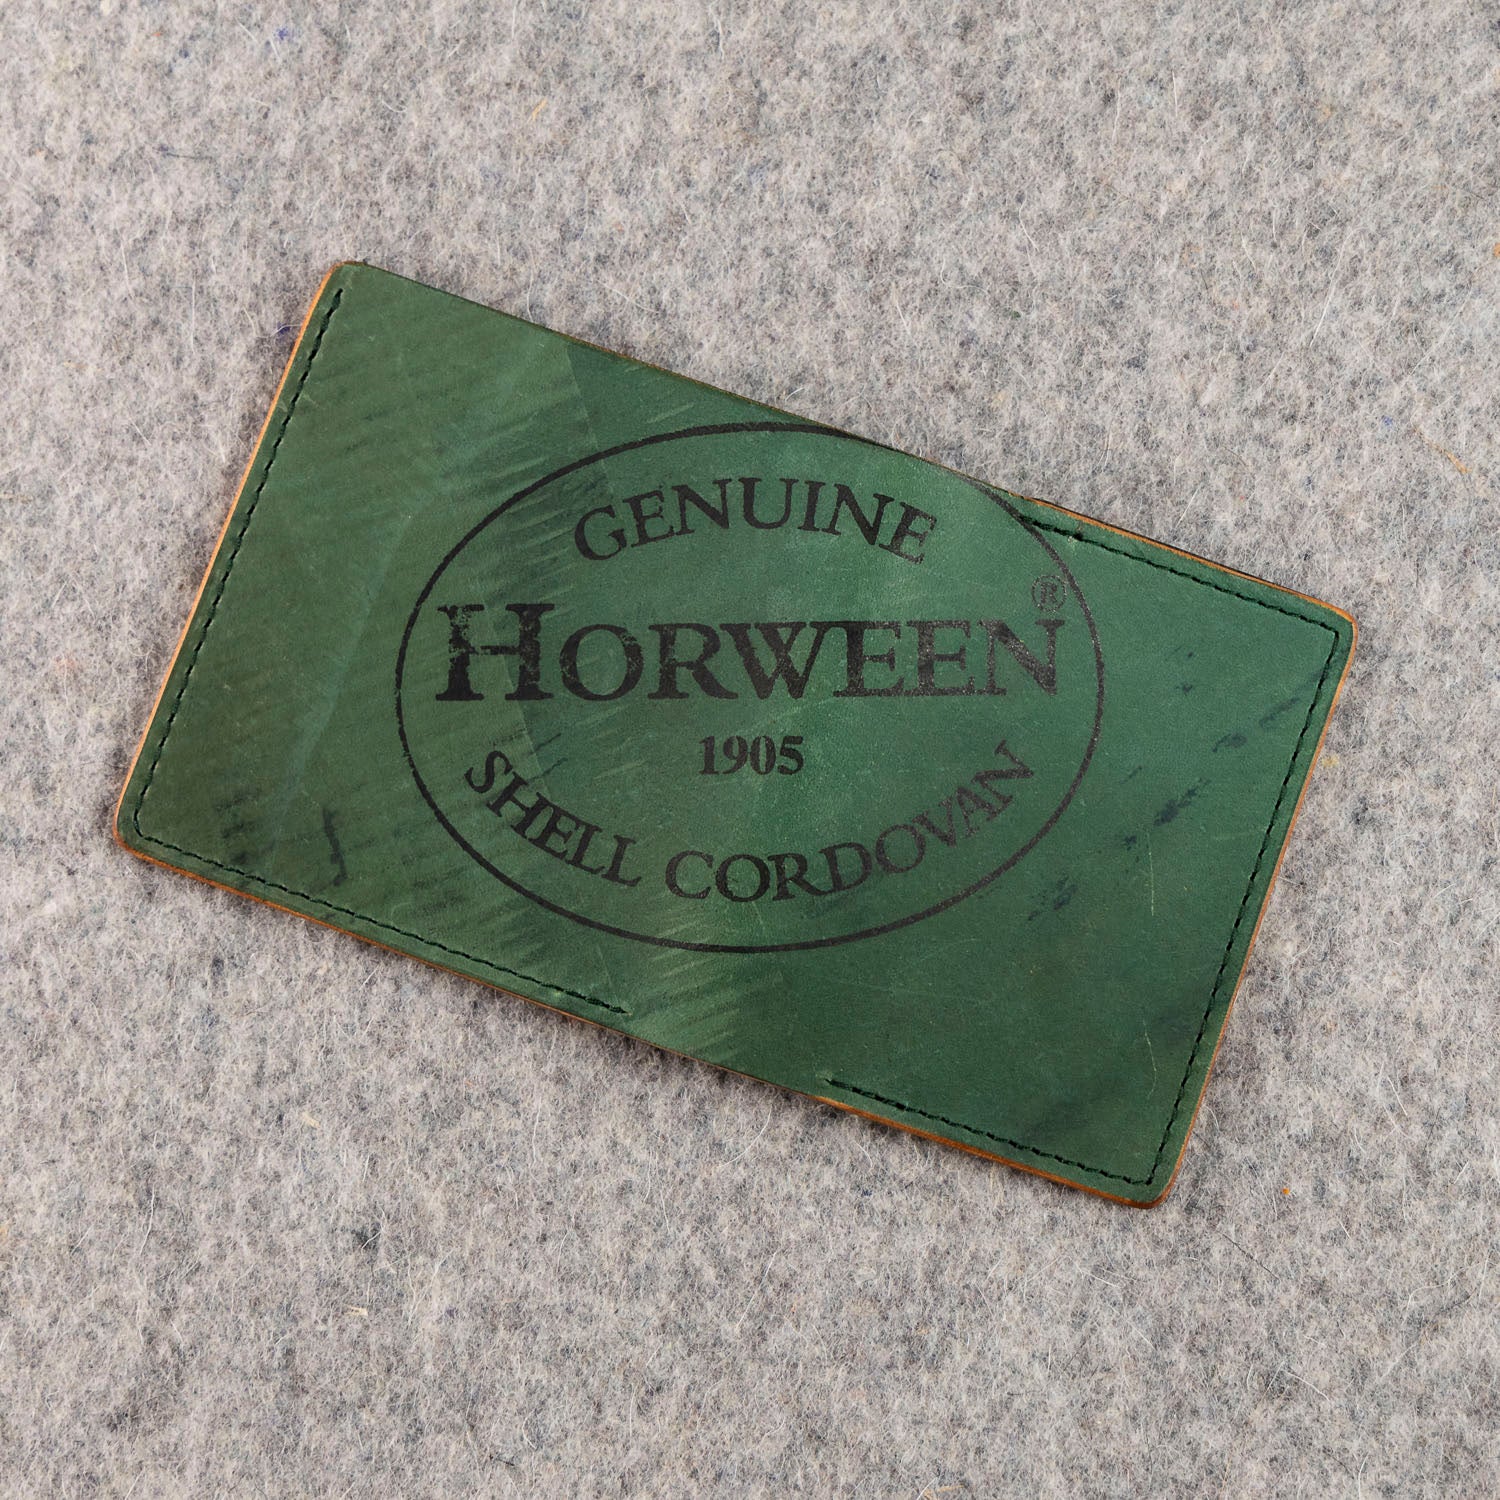 GENUINE
HORWEEN®
1905
SHELL CORDOVAN